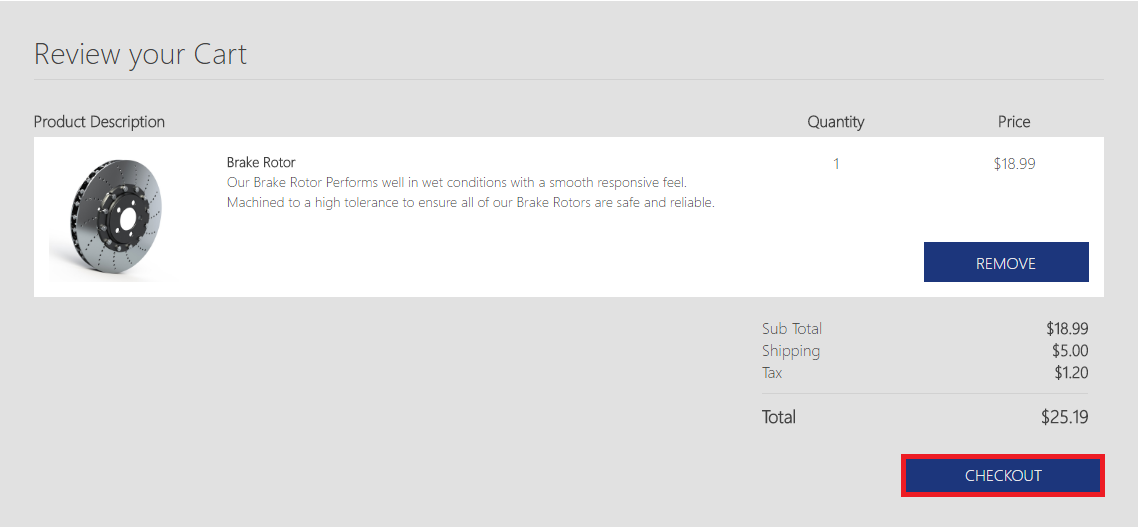 Review your Cart
Product Description Quantity Price
Brake Rotor 1 $18.99
Our Brake Rotor Performs well in wet conditions with a smooth responsive feel.
Machined to a high tolerance to ensure all of our Brake Rotors are safe and reliable.
REMOVE
Sub Total $18.99
Shipping $5.00
Tax $1.20
Total $25.19
CHECKOUT